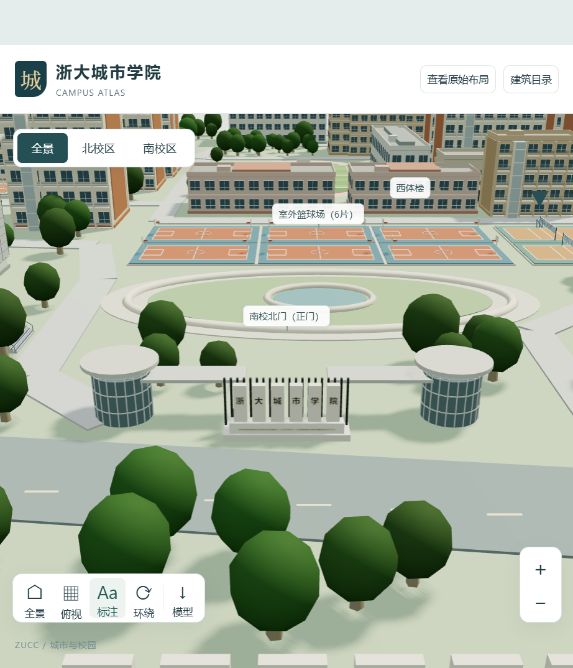 城
浙大城市学院
CAMPUS ATLAS
查看原始布局
建筑目录
全景
北校区
南校区
西体楼
室外篮球场（6片）
南校北门（正门）
浙大城市学院
全景
俯视
Aa
标注
环绕
模型
+
−
ZUCC / 城市与校园